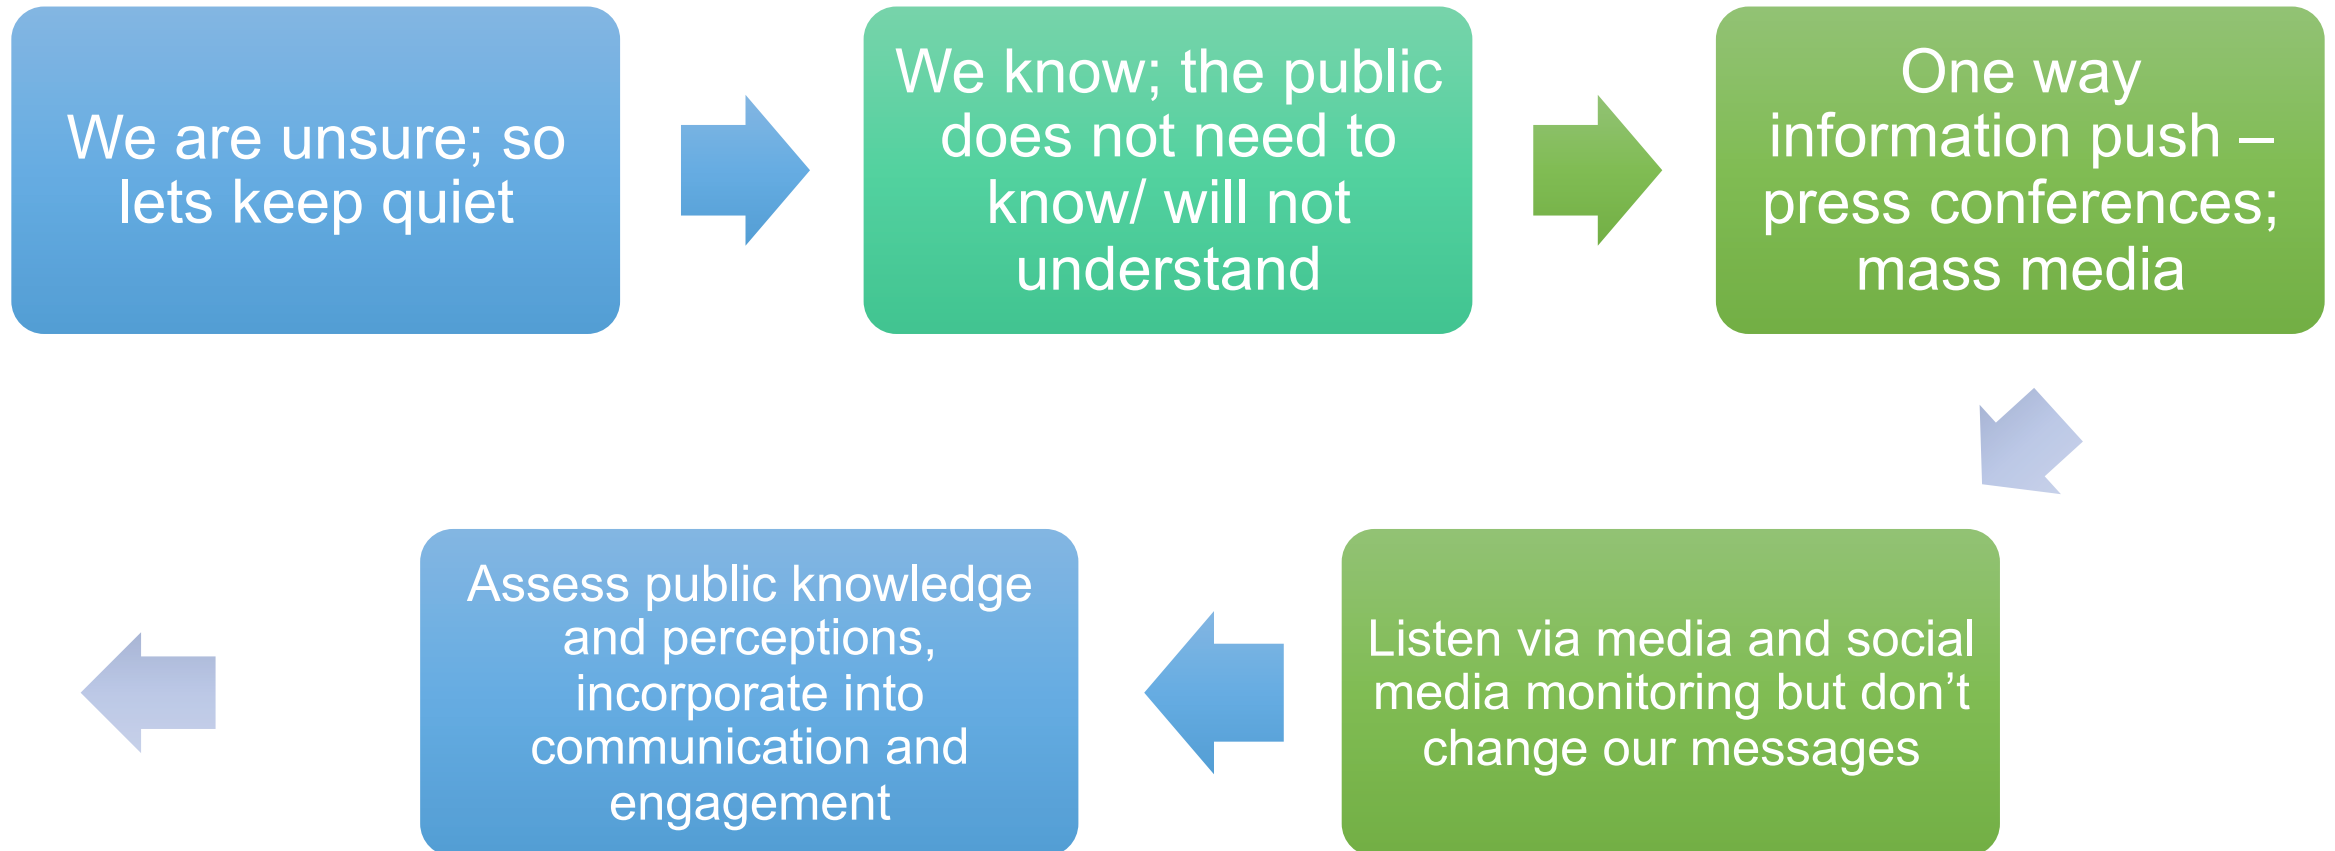 We are unsure; so
lets keep quiet
We know; the public
does not need to
know/ will not
understand
One way
information push –
press conferences;
mass media
Listen via media and social
media monitoring but don’t
change our messages
Assess public knowledge
and perceptions,
incorporate into
communication and
engagement